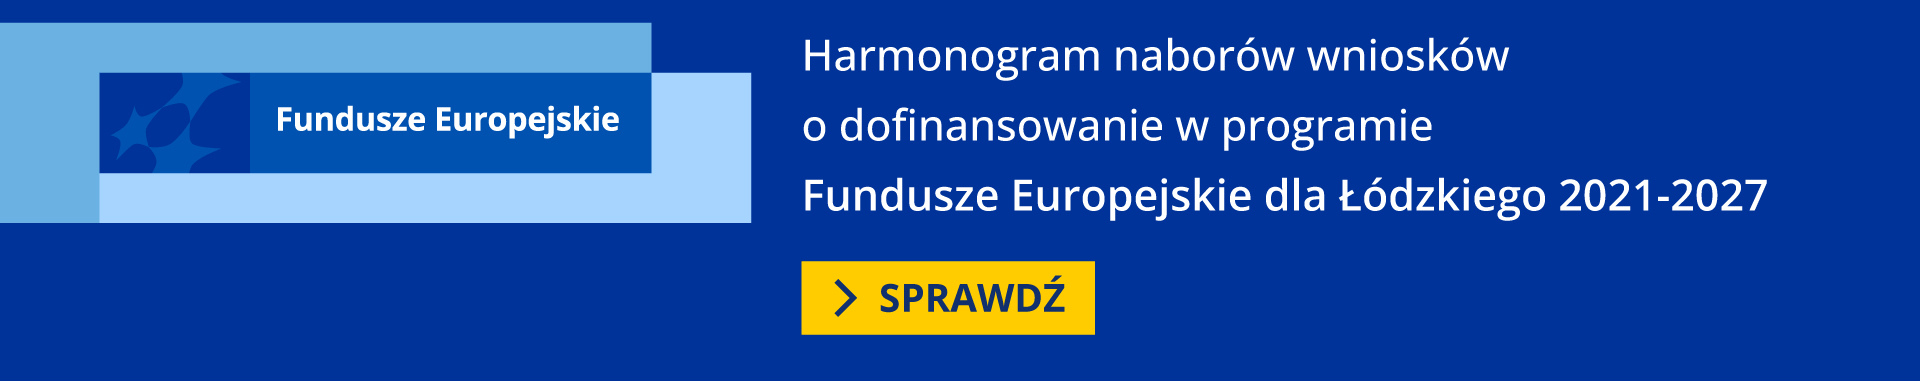 Fundusze Europejskie
Harmonogram naborów wniosków
o dofinansowanie w programie
Fundusze Europejskie dla Łódzkiego 2021-2027
SPRAWDŹ